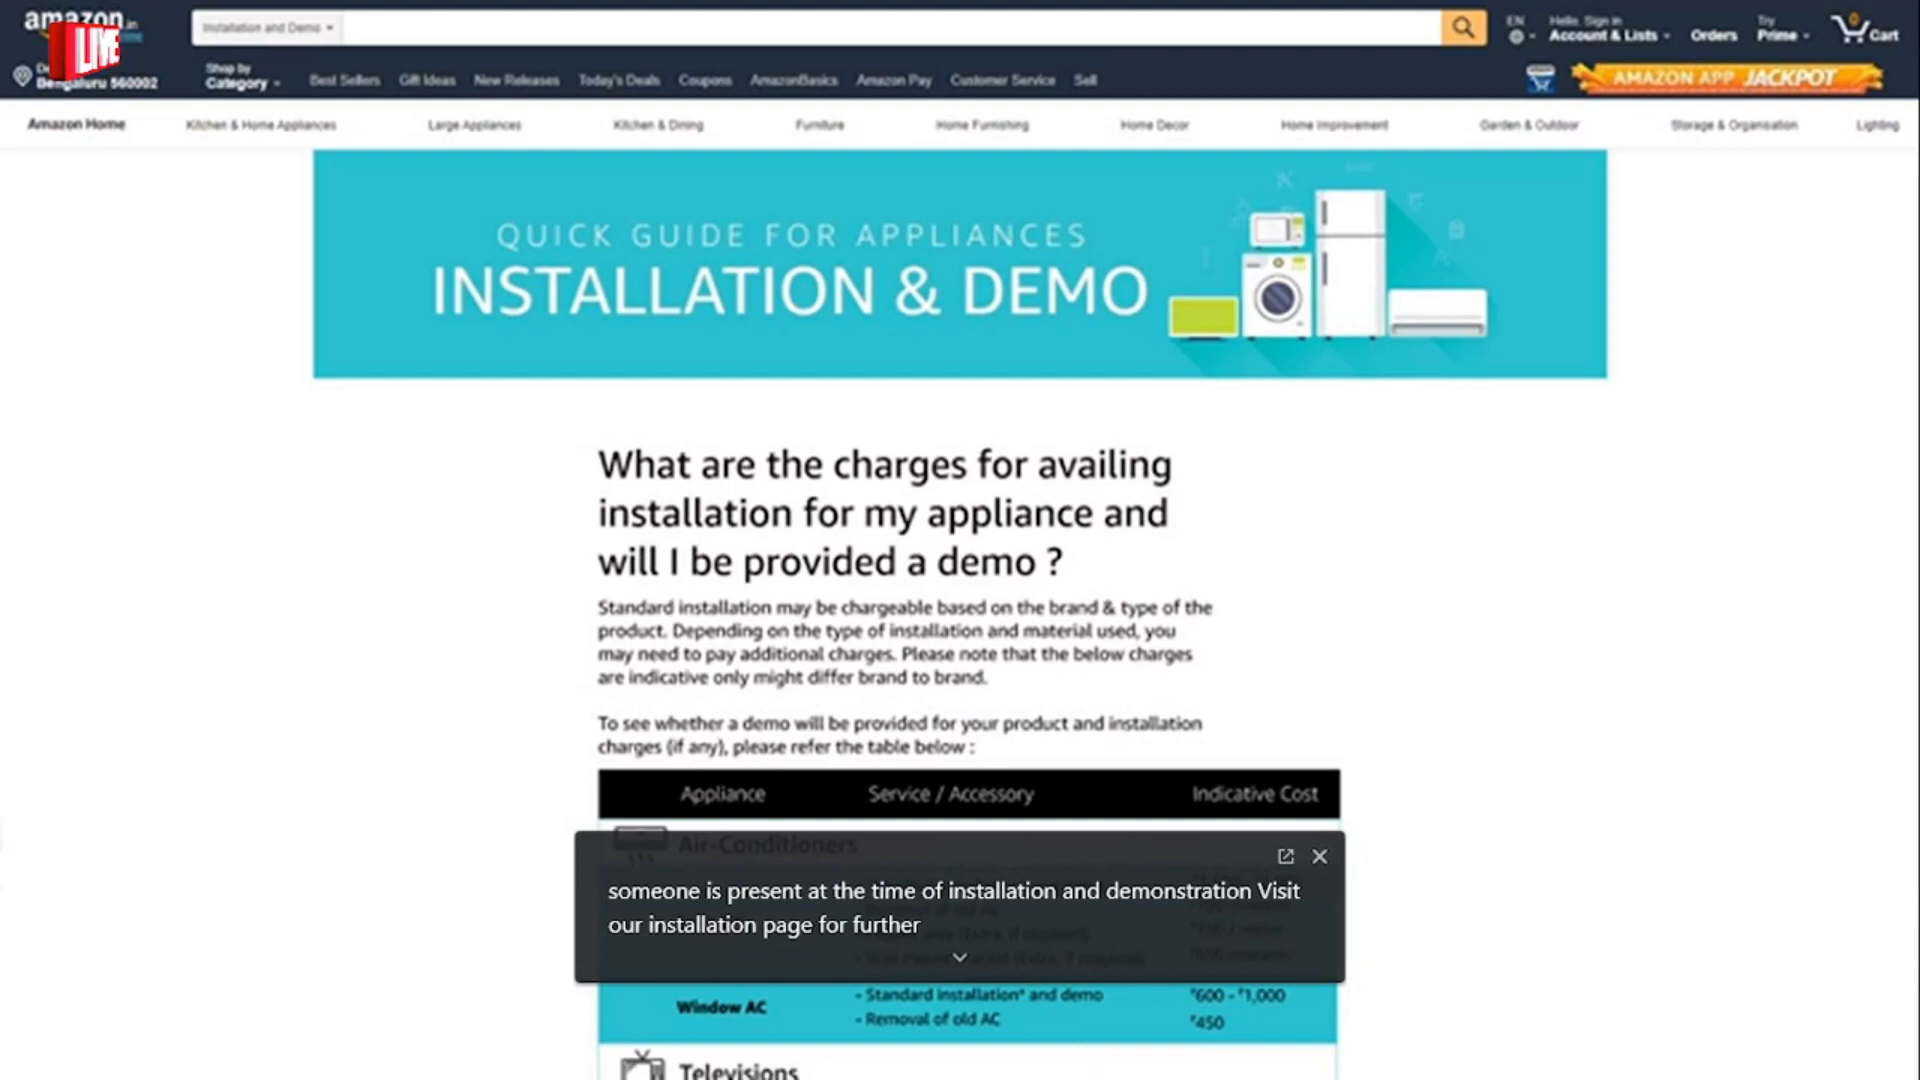 amazon.in
LIVE
Installation and Demo
EN
Hello. Sign in
Account & Lists
Orders
Try
Prime
0
Cart
Bengaluru 560002
Shop by
Category
Best Sellers
Gift Ideas
New Releases
Today's Deals
Coupons
AmazonBasics
Amazon Pay
Customer Service
Sell
AMAZON APP JACKPOT
Amazon Home
Kitchen & Home Appliances
Large Appliances
Kitchen & Dining
Furniture
Home Furnishing
Home Decor
Home Improvement
Garden & Outdoor
Storage & Organisation
Lighting
QUICK GUIDE FOR APPLIANCES
INSTALLATION & DEMO
What are the charges for availing
installation for my appliance and
will I be provided a demo ?
Standard installation may be chargeable based on the brand & type of the
product. Depending on the type of installation and material used, you
may need to pay additional charges. Please note that the below charges
are indicative only might differ brand to brand.
To see whether a demo will be provided for your product and installation
charges (if any), please refer the table below :
Appliance
Service / Accessory
Indicative Cost
Air-Conditioners
someone is present at the time of installation and demonstration Visit
our installation page for further
Window AC
- Standard installation* and demo
₹600 - ₹1,000
- Removal of old AC
₹450
Televisions